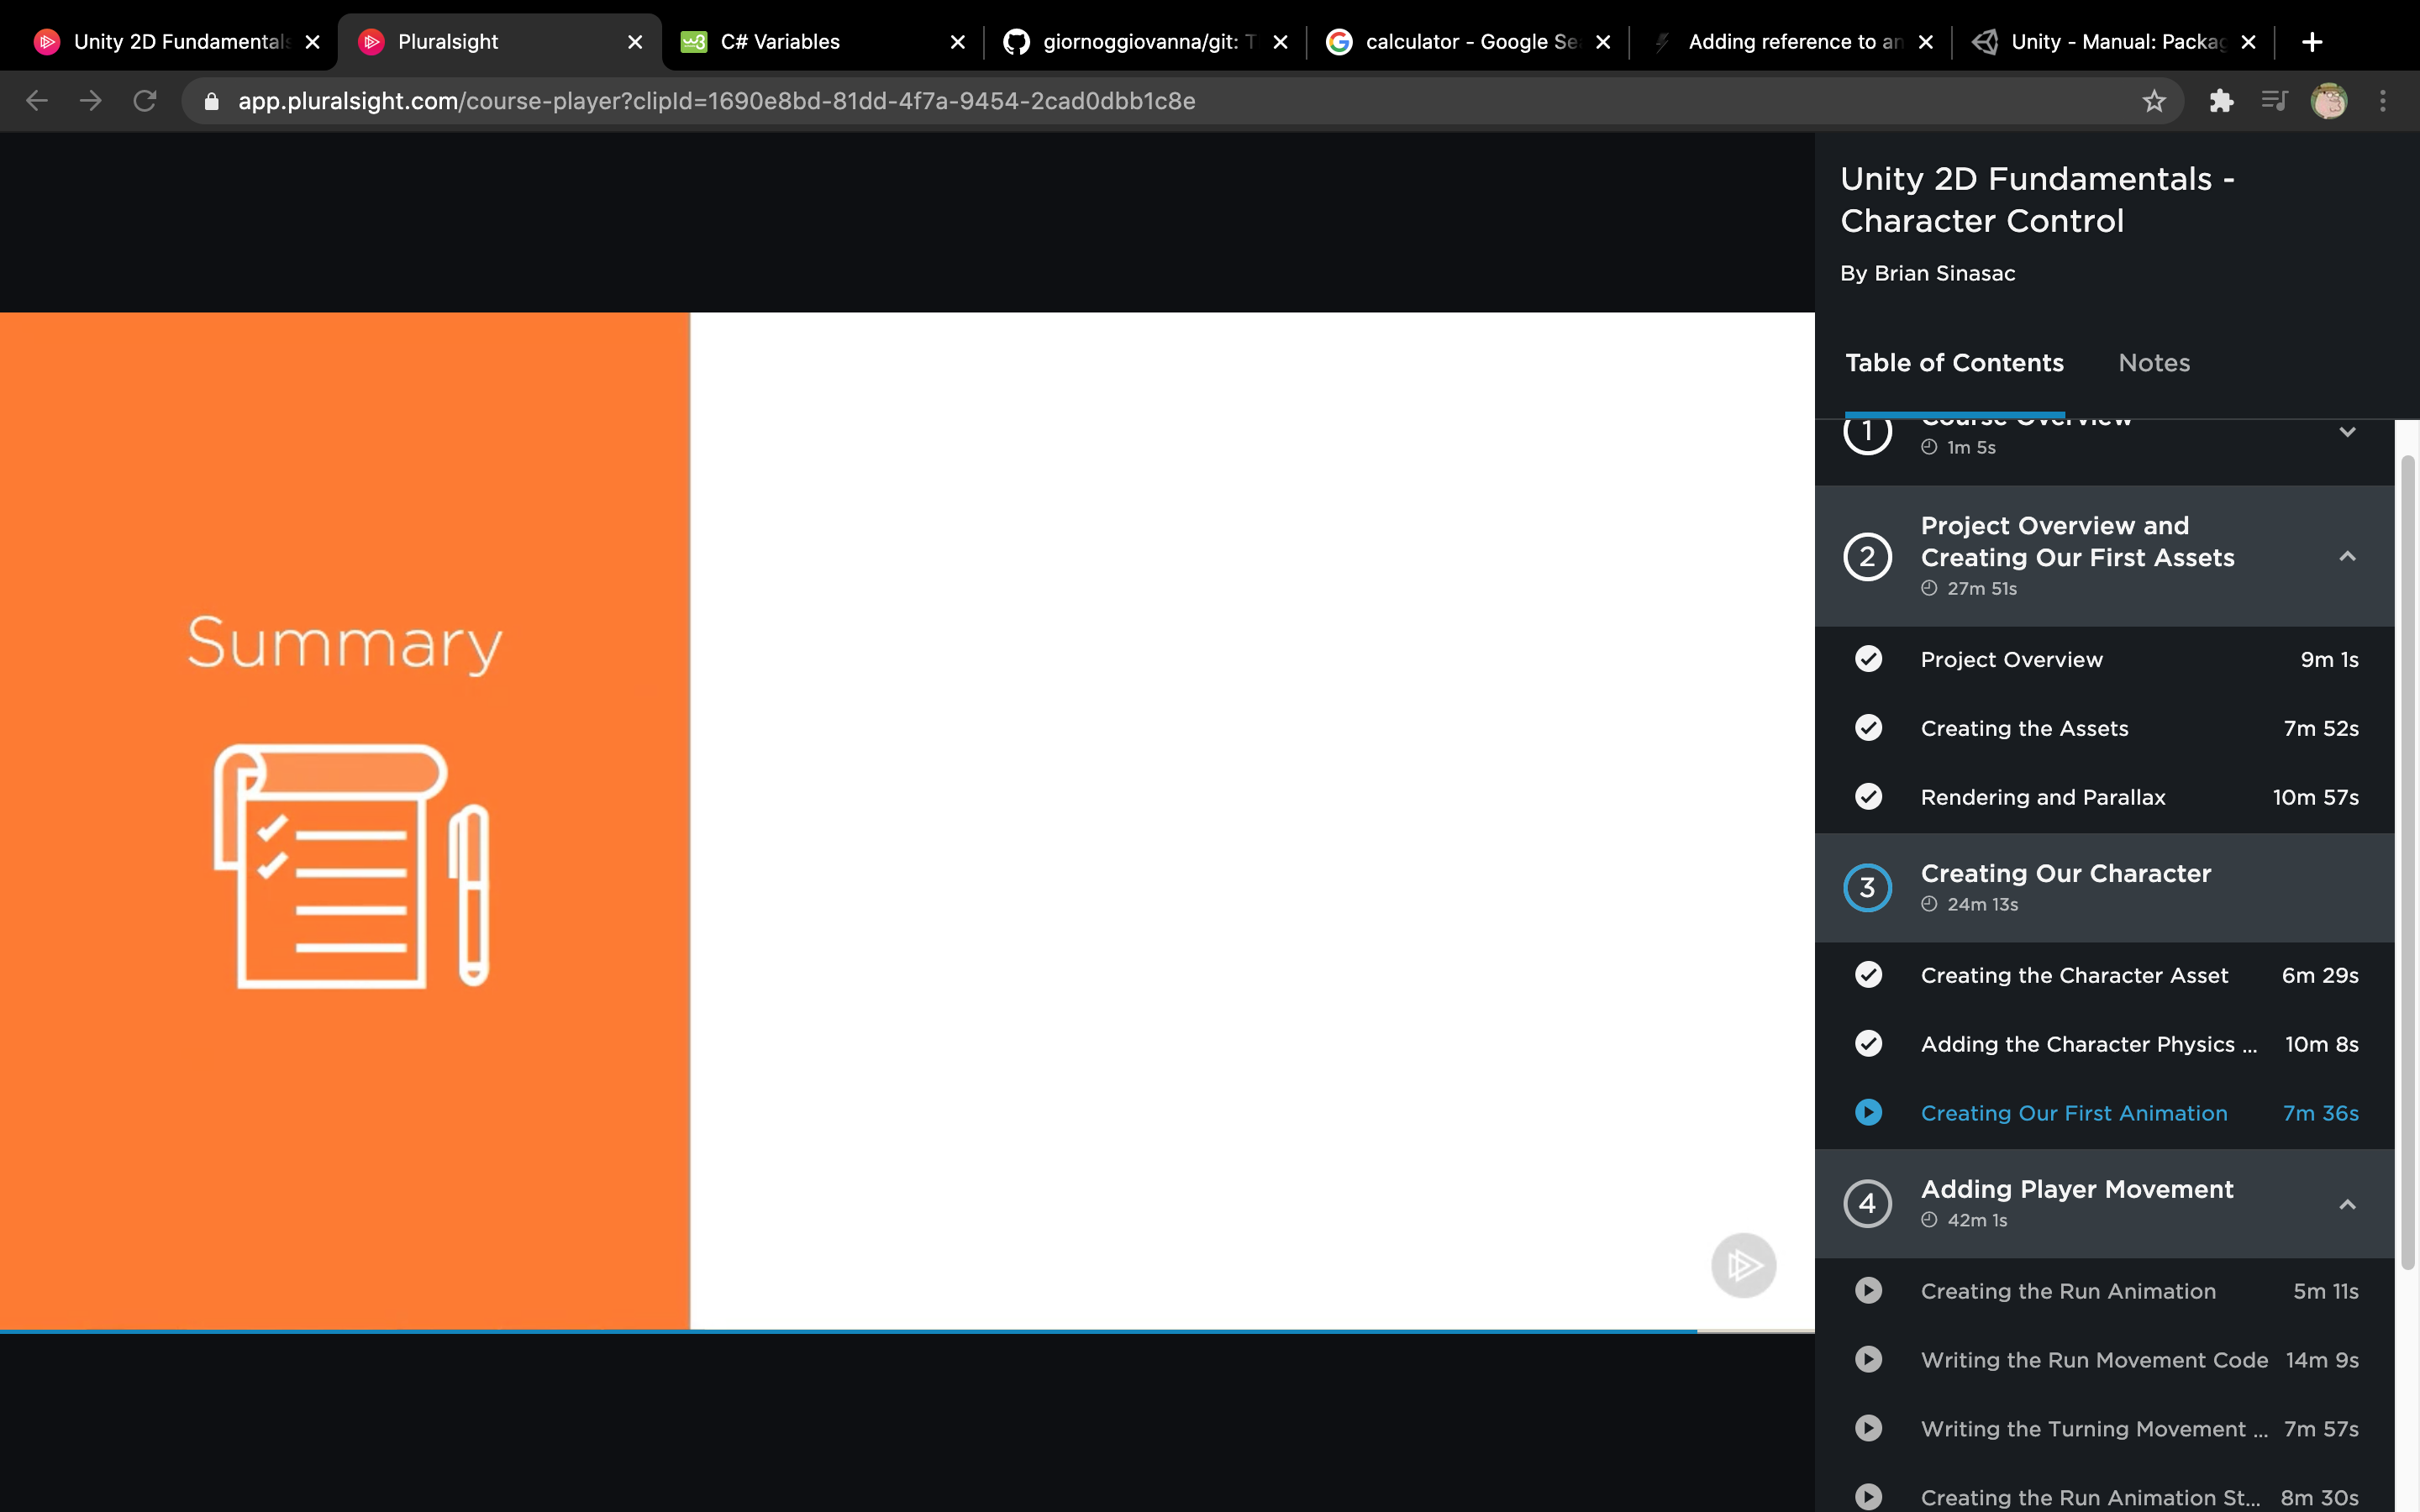 Unity 2D Fundamentals
Pluralsight
C# Variables
giornoggiovanna/git: T
calculator - Google Se
Adding reference to an
Unity - Manual: Packag
app.pluralsight.com/course-player?clipId=1690e8bd-81dd-4f7a-9454-2cad0dbb1c8e
Summary
Unity 2D Fundamentals -
Character Control
By Brian Sinasac
Table of Contents Notes
1 Course Overview
1m 5s
2 Project Overview and
Creating Our First Assets
27m 51s
Project Overview 9m 1s
Creating the Assets 7m 52s
Rendering and Parallax 10m 57s
3 Creating Our Character
24m 13s
Creating the Character Asset 6m 29s
Adding the Character Physics ... 10m 8s
Creating Our First Animation 7m 36s
4 Adding Player Movement
42m 1s
Creating the Run Animation 5m 11s
Writing the Run Movement Code 14m 9s
Writing the Turning Movement ... 7m 57s
Creating the Run Animation St... 8m 30s